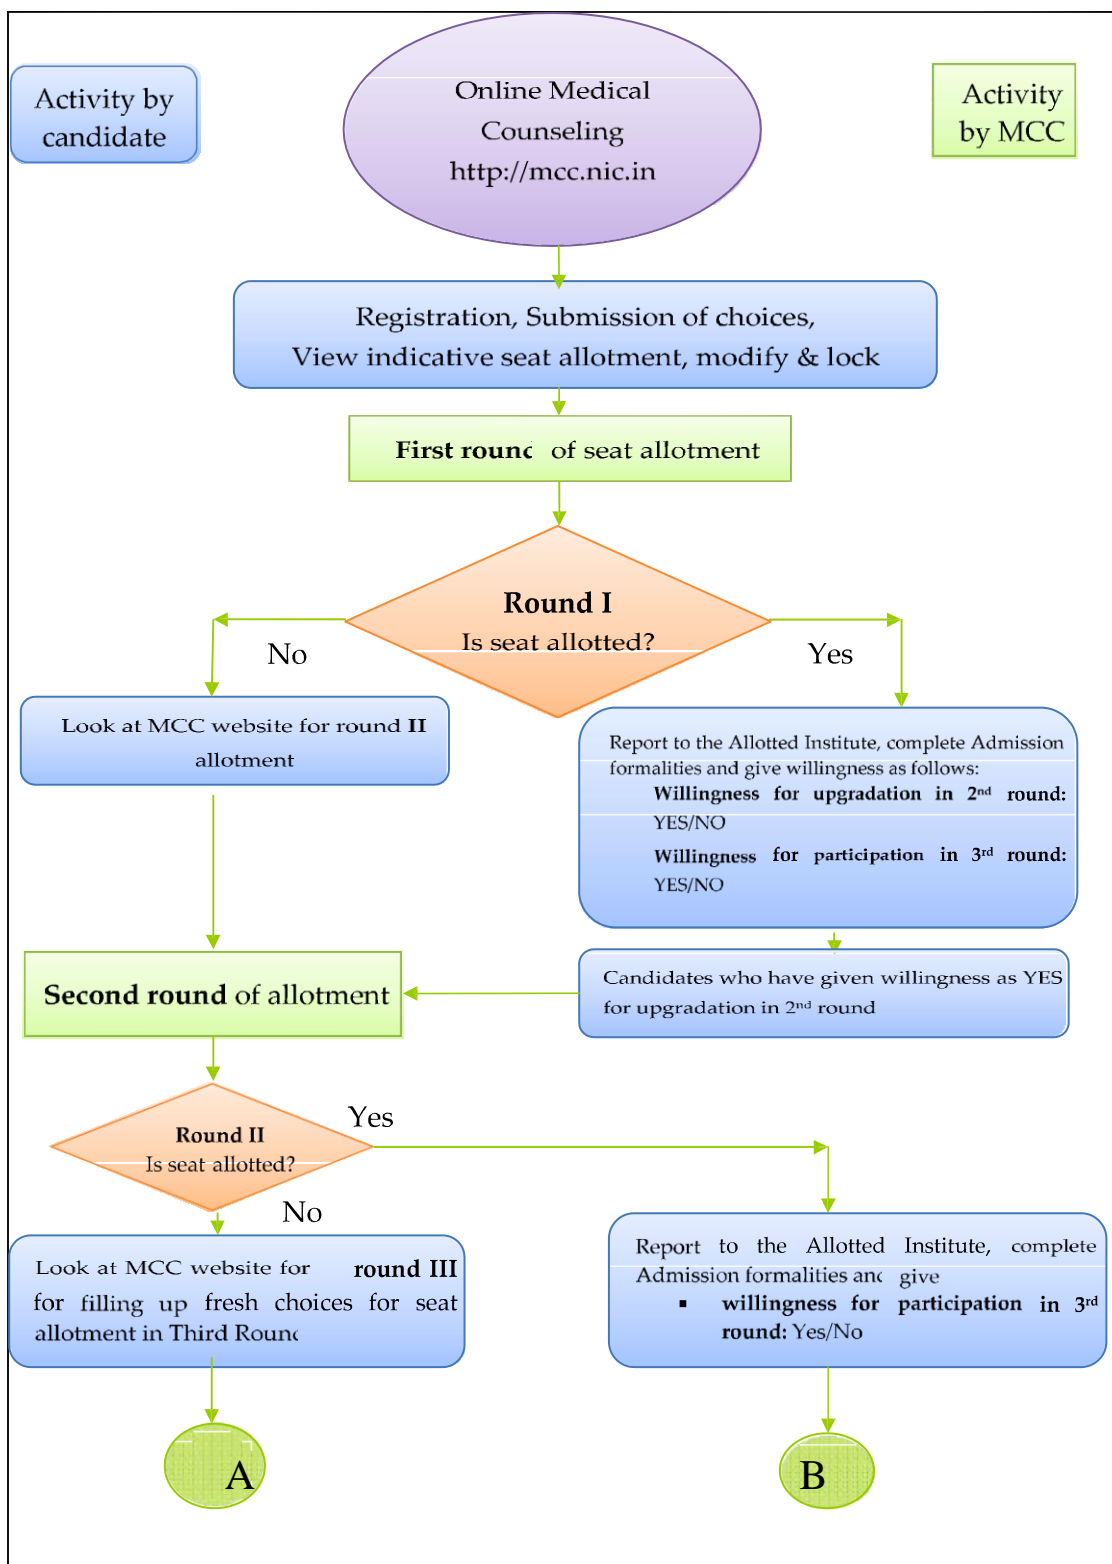 Activity by
candidate
Online Medical
Counseling
http://mcc.nic.in
Activity
by MCC
Registration, Submission of choices,
View indicative seat allotment, modify & lock
First round of seat allotment
Round I
Is seat allotted?
No
Yes
Look at MCC website for round II
allotment
Report to the Allotted Institute, complete Admission
formalities and give willingness as follows:
Willingness for upgradation in 2nd round:
YES/NO
Willingness for participation in 3rd round:
YES/NO
Second round of allotment
Candidates who have given willingness as YES
for upgradation in 2nd round
Round II
Is seat allotted?
Yes
No
Look at MCC website for round III
for filling up fresh choices for seat
allotment in Third Round
Report to the Allotted Institute, complete
Admission formalities and give
▪ willingness for participation in 3rd
round: Yes/No
A
B